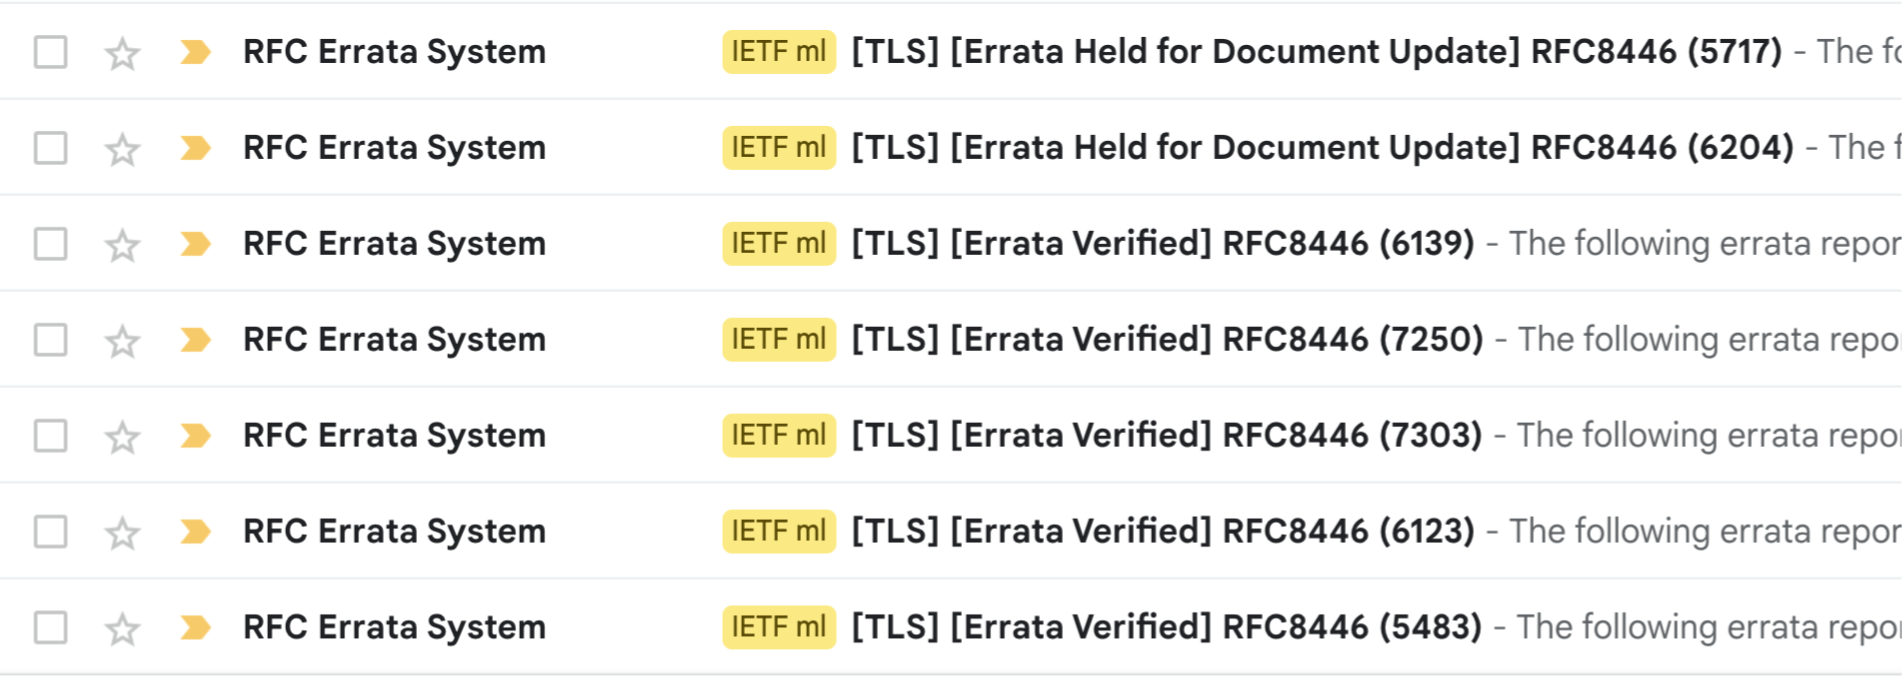 RFC Errata System IETF ml [TLS] [Errata Held for Document Update] RFC8446 (5717) - The fo
RFC Errata System IETF ml [TLS] [Errata Held for Document Update] RFC8446 (6204) - The f
RFC Errata System IETF ml [TLS] [Errata Verified] RFC8446 (6139) - The following errata repor
RFC Errata System IETF ml [TLS] [Errata Verified] RFC8446 (7250) - The following errata repor
RFC Errata System IETF ml [TLS] [Errata Verified] RFC8446 (7303) - The following errata repor
RFC Errata System IETF ml [TLS] [Errata Verified] RFC8446 (6123) - The following errata repor
RFC Errata System IETF ml [TLS] [Errata Verified] RFC8446 (5483) - The following errata repor